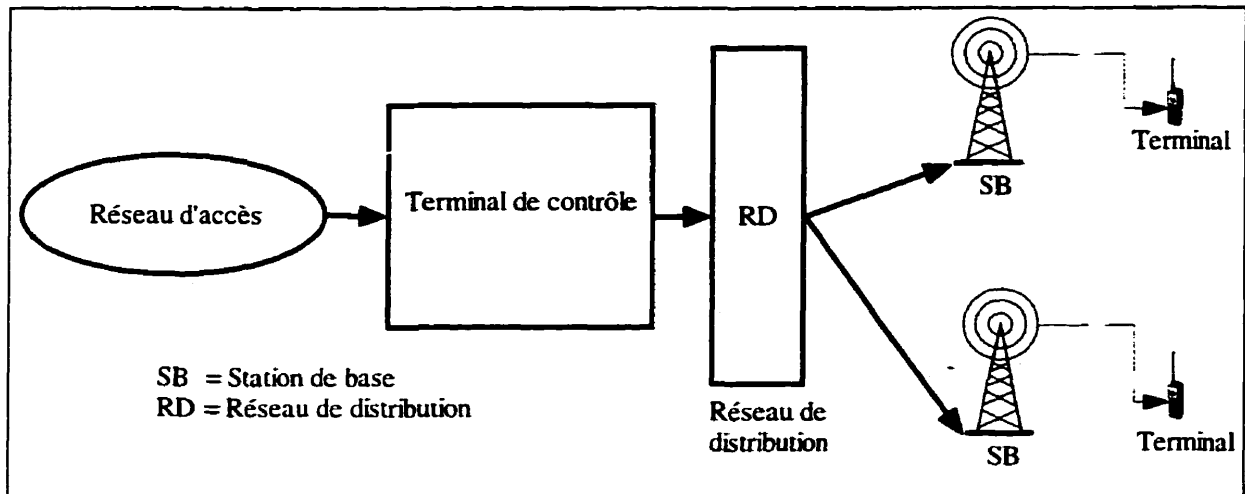 Terminal
SB
Réseau d'accès
Terminal de contrôle
RD
SB = Station de base
RD = Réseau de distribution
Réseau de
distribution
SB
Terminal